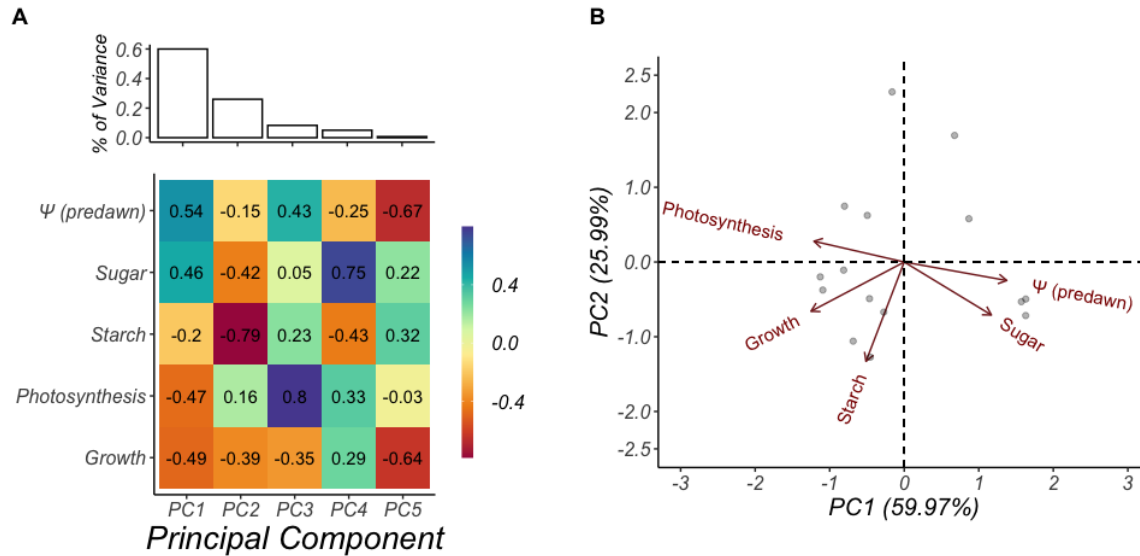 A
% of Variance
0.6
0.4
0.2
0.0
Ψ (predawn) 0.54 -0.15 0.43 -0.25 -0.67
Sugar 0.46 -0.42 0.05 0.75 0.22
Starch -0.2 -0.79 0.23 -0.43 0.32
Photosynthesis -0.47 0.16 0.8 0.33 -0.03
Growth -0.49 -0.39 -0.35 0.29 -0.64
PC1 PC2 PC3 PC4 PC5
Principal Component
0.4
0.0
-0.4
B
PC2 (25.99%)
2.5
2.0
1.0
0.0
-1.0
-2.0
-2.5
Photosynthesis
Ψ (predawn)
Growth
Sugar
Starch
-3 -2 -1 0 1 2 3
PC1 (59.97%)